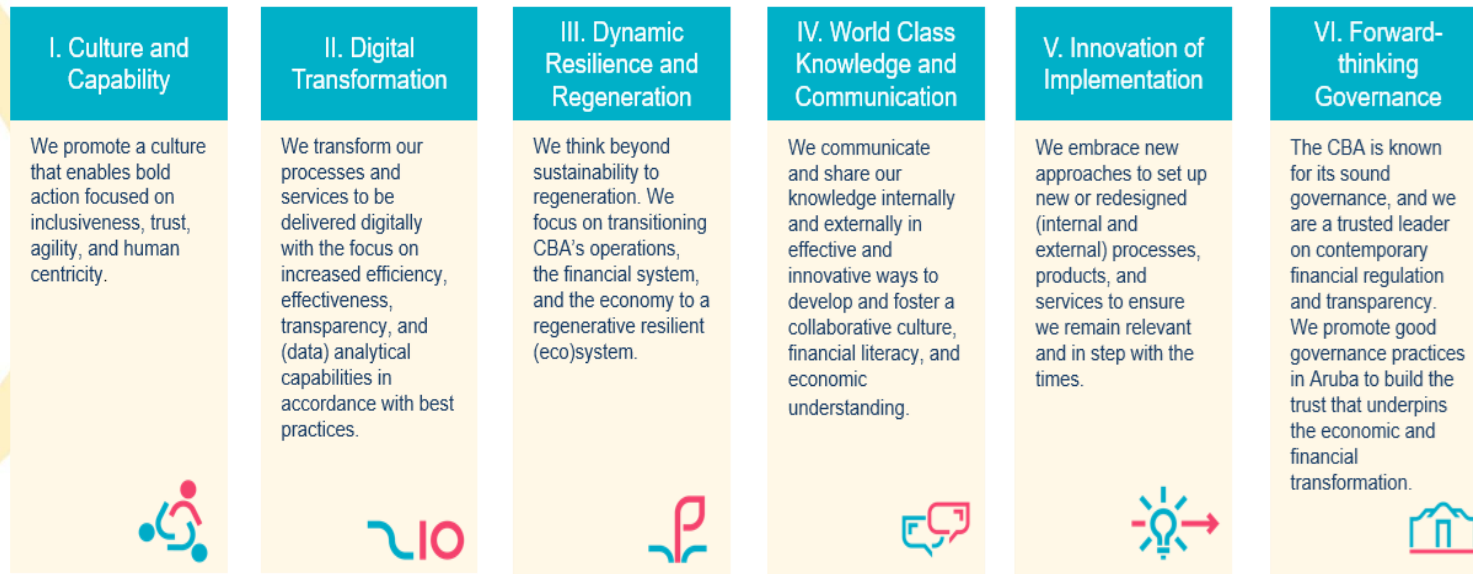 I. Culture and
Capability
We promote a culture
that enables bold
action focused on
inclusiveness, trust,
agility, and human
centricity.
II. Digital
Transformation
We transform our
processes and
services to be
delivered digitally
with the focus on
increased efficiency,
effectiveness,
transparency, and
(data) analytical
capabilities in
accordance with best
practices.
III. Dynamic
Resilience and
Regeneration
We think beyond
sustainability to
regeneration. We
focus on transitioning
CBA's operations,
the financial system,
and the economy to a
regenerative resilient
(eco)system.
IV. World Class
Knowledge and
Communication
We communicate
and share our
knowledge internally
and externally in
effective and
innovative ways to
develop and foster a
collaborative culture,
financial literacy, and
economic
understanding.
V. Innovation of
Implementation
We embrace new
approaches to set up
new or redesigned
(internal and
external) processes,
products, and
services to ensure
we remain relevant
and in step with the
times.
VI. Forward-
thinking
Governance
The CBA is known
for its sound
governance, and we
are a trusted leader
on contemporary
financial regulation
and transparency.
We promote good
governance practices
in Aruba to build the
trust that underpins
the economic and
financial
transformation.